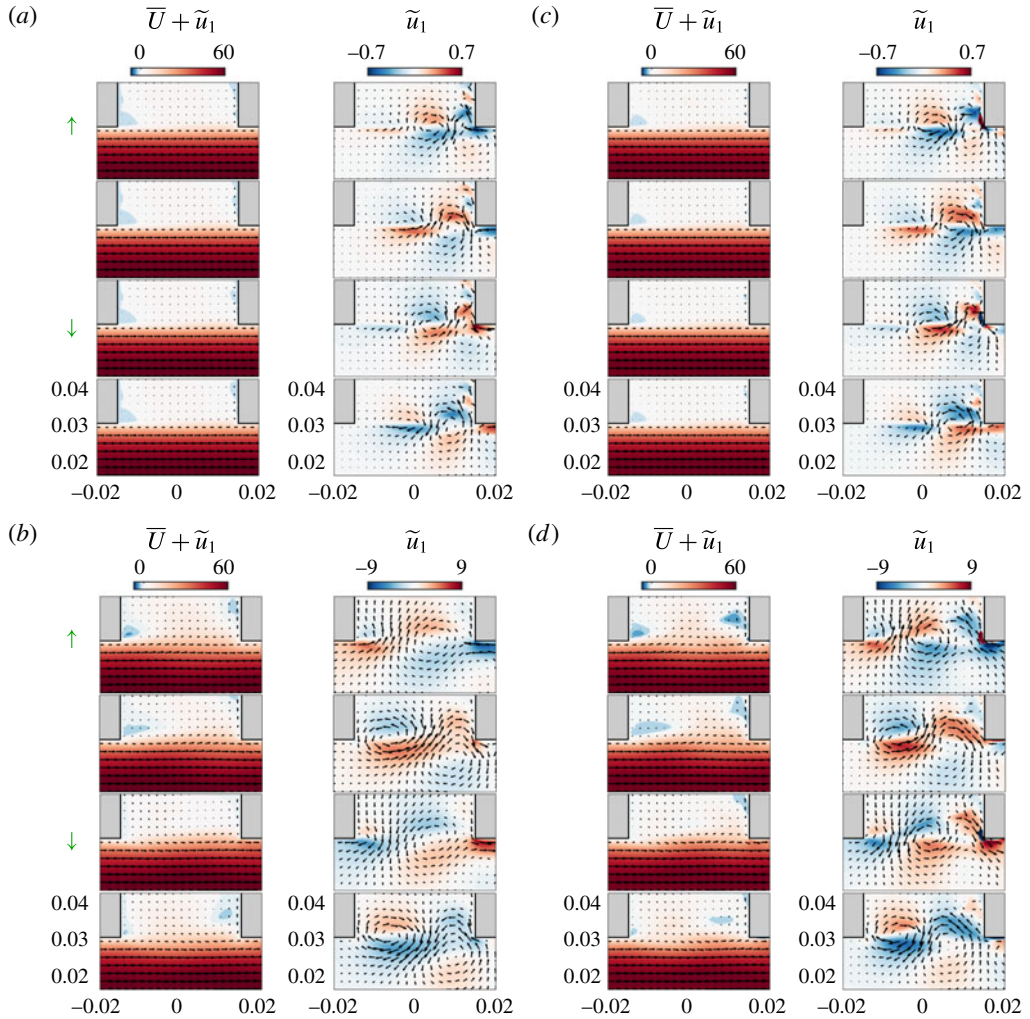 (a) U̅ + ũ₁ ũ₁ (c) U̅ + ũ₁ ũ₁
0 60 −0.7 0.7 0 60 −0.7 0.7
↑
↓
0.04 0.04 0.04 0.04
0.03 0.03 0.03 0.03
0.02 0.02 0.02 0.02
−0.02 0 0.02 −0.02 0 0.02 −0.02 0 0.02 −0.02 0 0.02
(b) U̅ + ũ₁ ũ₁ (d) U̅ + ũ₁ ũ₁
0 60 −9 9 0 60 −9 9
↑
↓
0.04 0.04 0.04 0.04
0.03 0.03 0.03 0.03
0.02 0.02 0.02 0.02
−0.02 0 0.02 −0.02 0 0.02 −0.02 0 0.02 −0.02 0 0.02